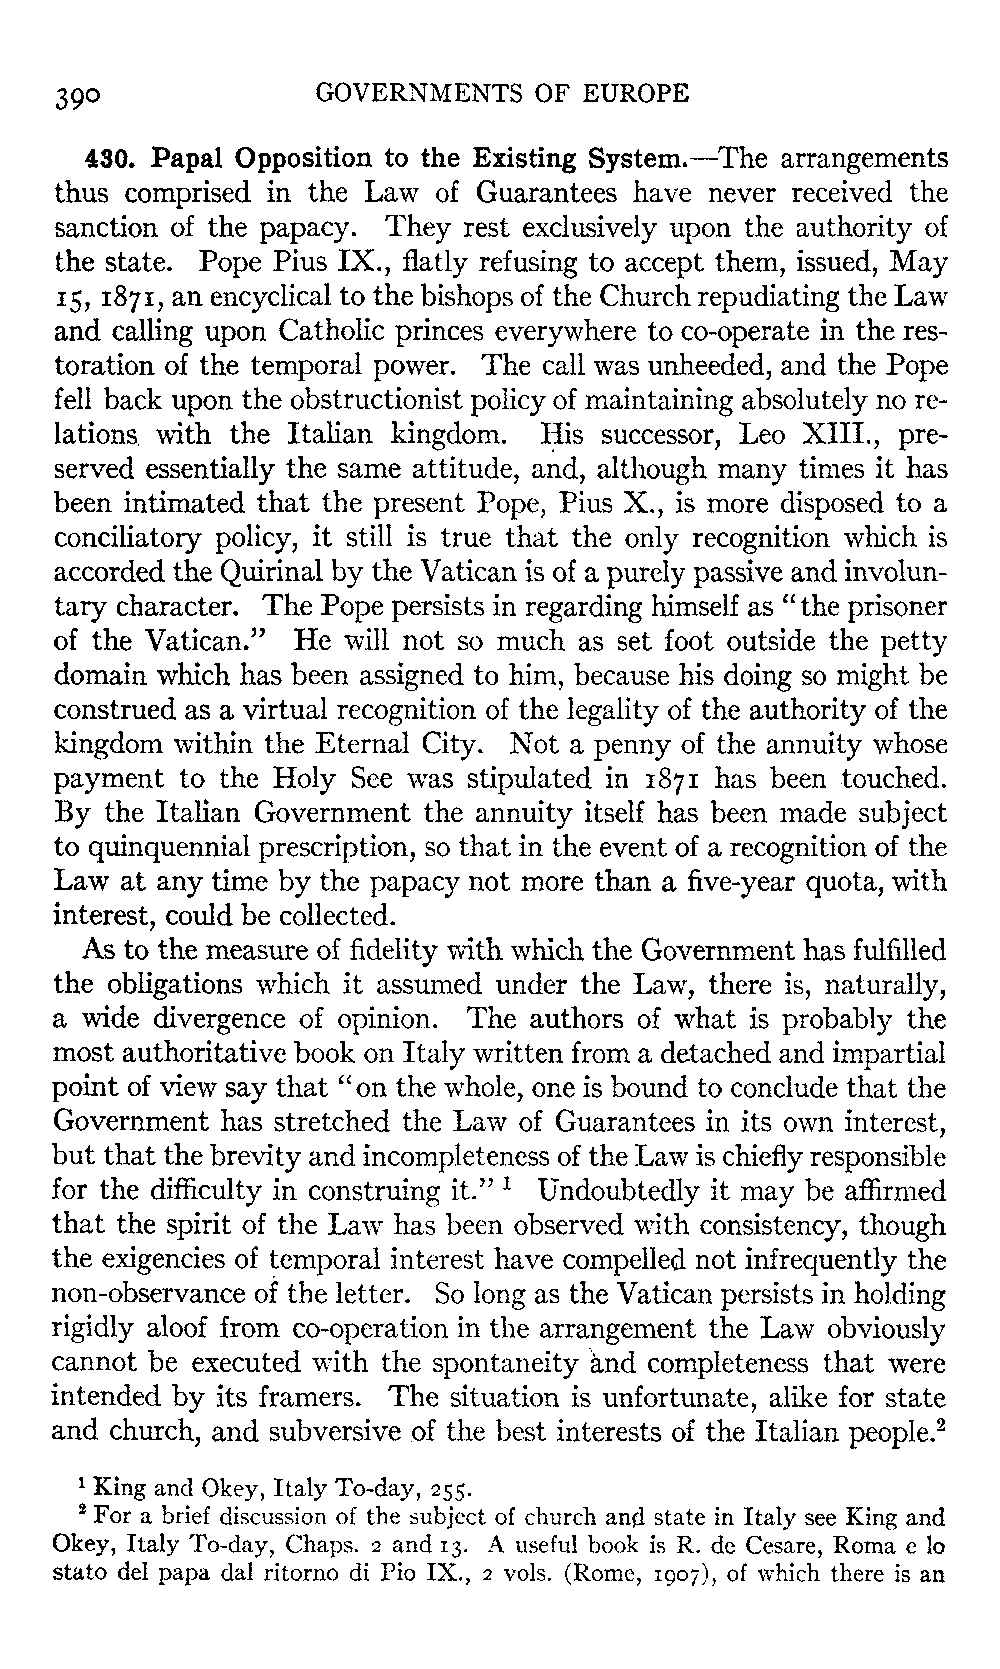 390 GOVERNMENTS OF EUROPE
430. Papal Opposition to the Existing System.—The arrangements
thus comprised in the Law of Guarantees have never received the
sanction of the papacy. They rest exclusively upon the authority of
the state. Pope Pius IX., flatly refusing to accept them, issued, May
15, 1871, an encyclical to the bishops of the Church repudiating the Law
and calling upon Catholic princes everywhere to co-operate in the res-
toration of the temporal power. The call was unheeded, and the Pope
fell back upon the obstructionist policy of maintaining absolutely no re-
lations with the Italian kingdom. His successor, Leo XIII., pre-
served essentially the same attitude, and, although many times it has
been intimated that the present Pope, Pius X., is more disposed to a
conciliatory policy, it still is true that the only recognition which is
accorded the Quirinal by the Vatican is of a purely passive and involun-
tary character. The Pope persists in regarding himself as "the prisoner
of the Vatican." He will not so much as set foot outside the petty
domain which has been assigned to him, because his doing so might be
construed as a virtual recognition of the legality of the authority of the
kingdom within the Eternal City. Not a penny of the annuity whose
payment to the Holy See was stipulated in 1871 has been touched.
By the Italian Government the annuity itself has been made subject
to quinquennial prescription, so that in the event of a recognition of the
Law at any time by the papacy not more than a five-year quota, with
interest, could be collected.
As to the measure of fidelity with which the Government has fulfilled
the obligations which it assumed under the Law, there is, naturally,
a wide divergence of opinion. The authors of what is probably the
most authoritative book on Italy written from a detached and impartial
point of view say that "on the whole, one is bound to conclude that the
Government has stretched the Law of Guarantees in its own interest,
but that the brevity and incompleteness of the Law is chiefly responsible
for the difficulty in construing it." ¹ Undoubtedly it may be affirmed
that the spirit of the Law has been observed with consistency, though
the exigencies of temporal interest have compelled not infrequently the
non-observance of the letter. So long as the Vatican persists in holding
rigidly aloof from co-operation in the arrangement the Law obviously
cannot be executed with the spontaneity and completeness that were
intended by its framers. The situation is unfortunate, alike for state
and church, and subversive of the best interests of the Italian people.²
¹ King and Okey, Italy To-day, 255.
² For a brief discussion of the subject of church and state in Italy see King and
Okey, Italy To-day, Chaps. 2 and 13. A useful book is R. de Cesare, Roma e lo
stato del papa dal ritorno di Pio IX., 2 vols. (Rome, 1907), of which there is an